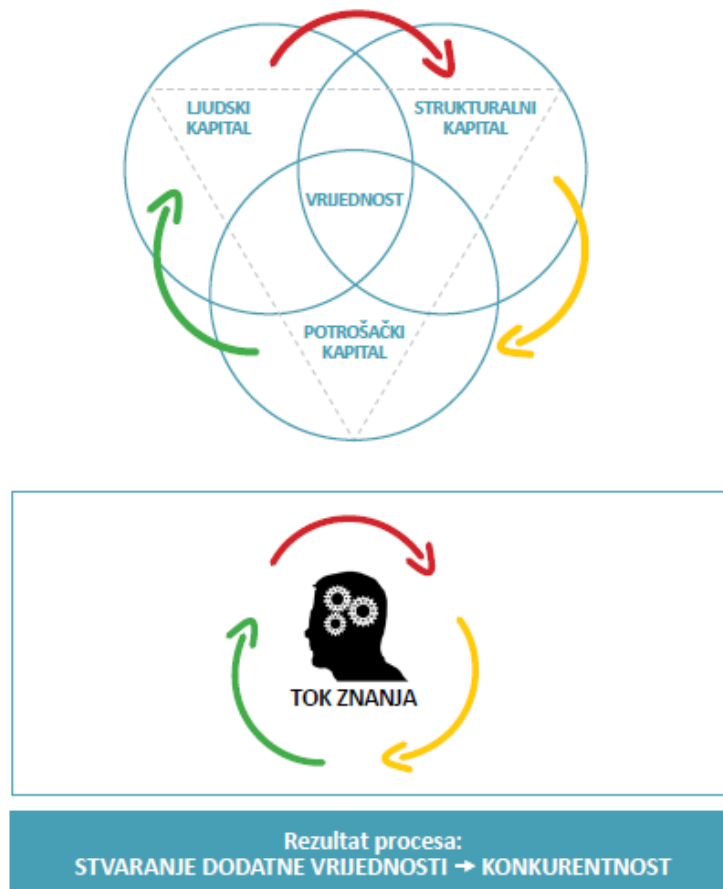 LJUDSKI
KAPITAL
STRUKTURALNI
KAPITAL
VRIJEDNOST
POTROŠAČKI
KAPITAL
TOK ZNANJA
Rezultat procesa:
STVARANJE DODATNE VRIJEDNOSTI → KONKURENTNOST